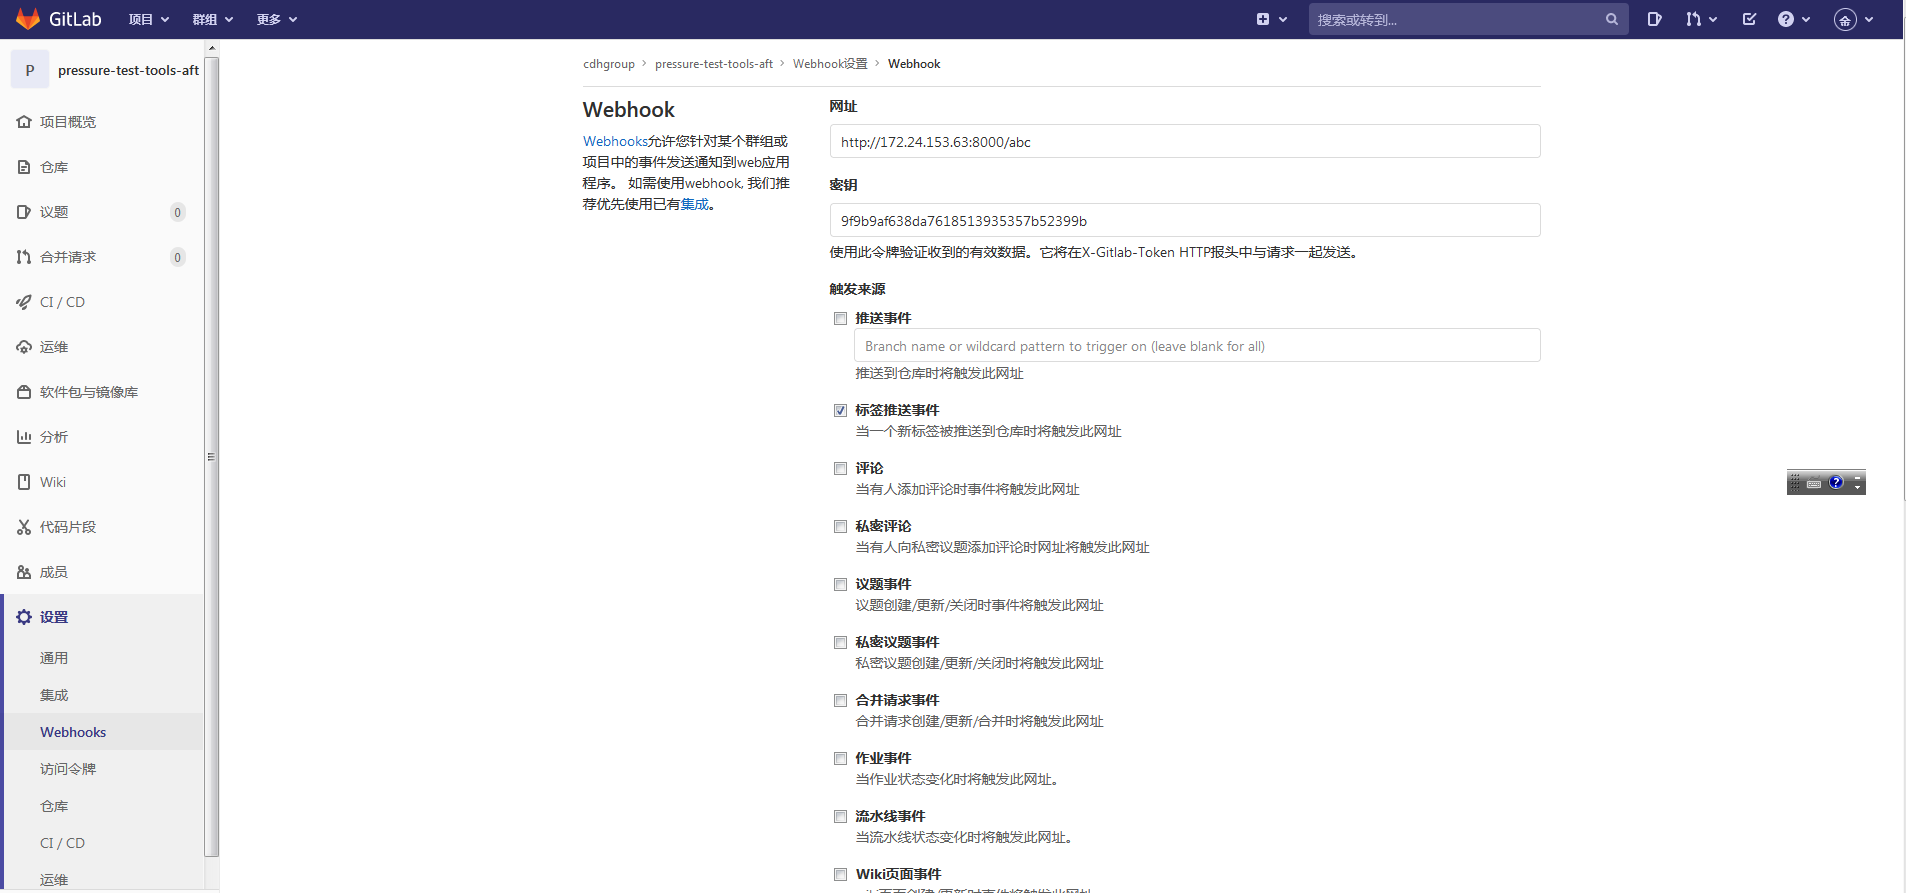 GitLab 项目 群组 更多 搜索或转到...
P pressure-test-tools-aft
项目概览
仓库
议题 0
合并请求 0
CI / CD
运维
软件包与镜像库
分析
Wiki
代码片段
成员
设置
通用
集成
Webhooks
访问令牌
仓库
CI / CD
运维
cdhgroup › pressure-test-tools-aft › Webhook设置 › Webhook
Webhook
Webhooks允许您针对某个群组或
项目中的事件发送通知到web应用
程序。 如需使用webhook, 我们推
荐优先使用已有集成。
网址
http://172.24.153.63:8000/abc
密钥
9f9b9af638da7618513935357b52399b
使用此令牌验证收到的有效数据。它将在X-Gitlab-Token HTTP报头中与请求一起发送。
触发来源
推送事件
Branch name or wildcard pattern to trigger on (leave blank for all)
推送到仓库时将触发此网址
标签推送事件
当一个新标签被推送到仓库时将触发此网址
评论
当有人添加评论时事件将触发此网址
私密评论
当有人向私密议题添加评论时网址将触发此网址
议题事件
议题创建/更新/关闭时事件将触发此网址
私密议题事件
私密议题创建/更新/关闭时将触发此网址
合并请求事件
合并请求创建/更新/合并时将触发此网址
作业事件
当作业状态变化时将触发此网址。
流水线事件
当流水线状态变化时将触发此网址。
Wiki页面事件